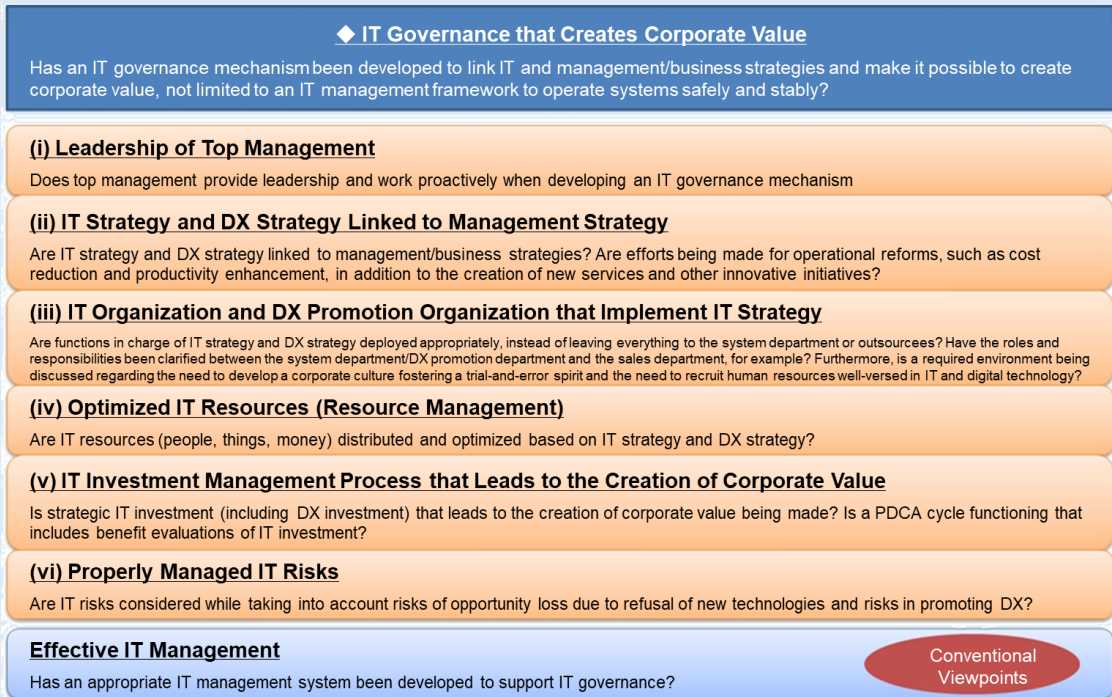 ◆ IT Governance that Creates Corporate Value
Has an IT governance mechanism been developed to link IT and management/business strategies and make it possible to create
corporate value, not limited to an IT management framework to operate systems safely and stably?
(i) Leadership of Top Management
Does top management provide leadership and work proactively when developing an IT governance mechanism
(ii) IT Strategy and DX Strategy Linked to Management Strategy
Are IT strategy and DX strategy linked to management/business strategies? Are efforts being made for operational reforms, such as cost
reduction and productivity enhancement, in addition to the creation of new services and other innovative initiatives?
(iii) IT Organization and DX Promotion Organization that Implement IT Strategy
Are functions in charge of IT strategy and DX strategy deployed appropriately, instead of leaving everything to the system department or outsourcees? Have the roles and
responsibilities been clarified between the system department/DX promotion department and the sales department, for example? Furthermore, is a required environment being
discussed regarding the need to develop a corporate culture fostering a trial-and-error spirit and the need to recruit human resources well-versed in IT and digital technology?
(iv) Optimized IT Resources (Resource Management)
Are IT resources (people, things, money) distributed and optimized based on IT strategy and DX strategy?
(v) IT Investment Management Process that Leads to the Creation of Corporate Value
Is strategic IT investment (including DX investment) that leads to the creation of corporate value being made? Is a PDCA cycle functioning that
includes benefit evaluations of IT investment?
(vi) Properly Managed IT Risks
Are IT risks considered while taking into account risks of opportunity loss due to refusal of new technologies and risks in promoting DX?
Effective IT Management
Has an appropriate IT management system been developed to support IT governance?
Conventional
Viewpoints